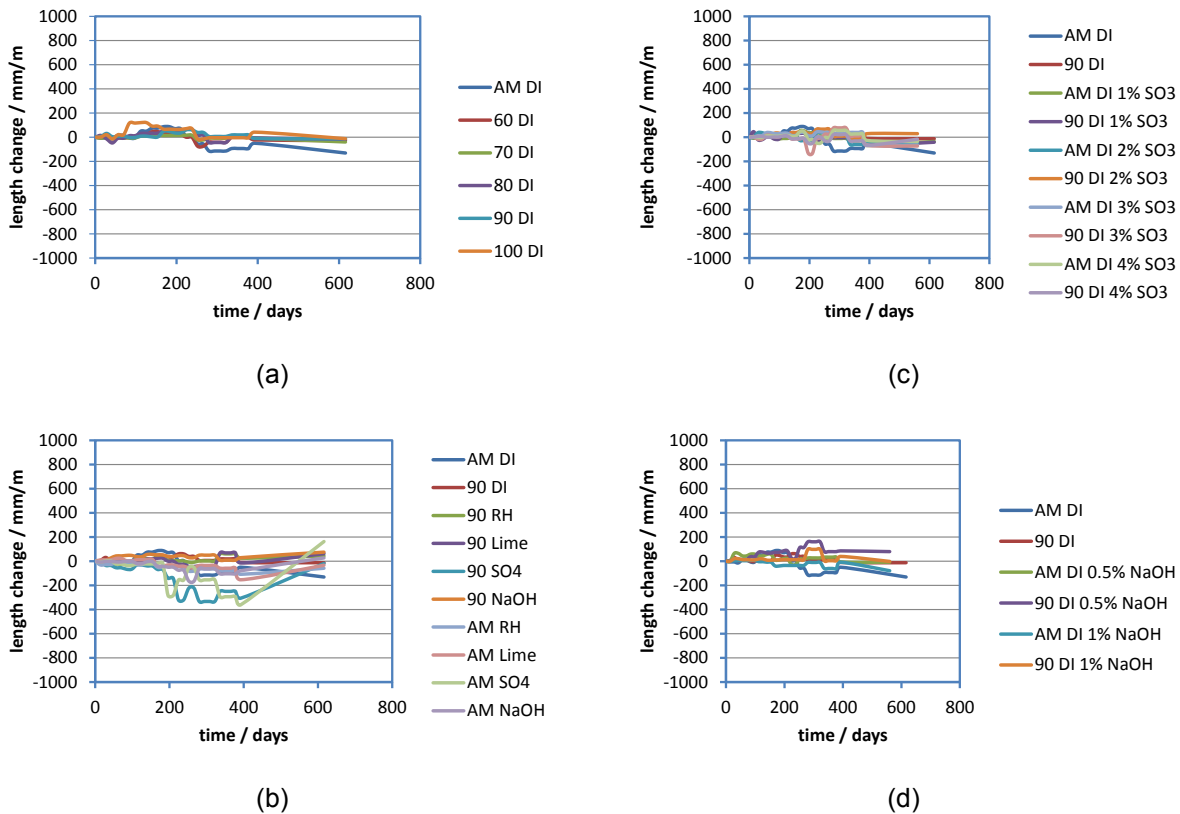 1000
800
600
400
200
0
-200
-400
-600
-800
-1000
length change / mm/m
0 200 400 600 800
time / days
AM DI
60 DI
70 DI
80 DI
90 DI
100 DI
(a)
1000
800
600
400
200
0
-200
-400
-600
-800
-1000
length change / mm/m
0 200 400 600 800
time / days
AM DI
90 DI
AM DI 1% SO3
90 DI 1% SO3
AM DI 2% SO3
90 DI 2% SO3
AM DI 3% SO3
90 DI 3% SO3
AM DI 4% SO3
90 DI 4% SO3
(c)
1000
800
600
400
200
0
-200
-400
-600
-800
-1000
length change / mm/m
0 200 400 600 800
time / days
AM DI
90 DI
90 RH
90 Lime
90 SO4
90 NaOH
AM RH
AM Lime
AM SO4
AM NaOH
(b)
1000
800
600
400
200
0
-200
-400
-600
-800
-1000
length change / mm/m
0 200 400 600 800
time / days
AM DI
90 DI
AM DI 0.5% NaOH
90 DI 0.5% NaOH
AM DI 1% NaOH
90 DI 1% NaOH
(d)